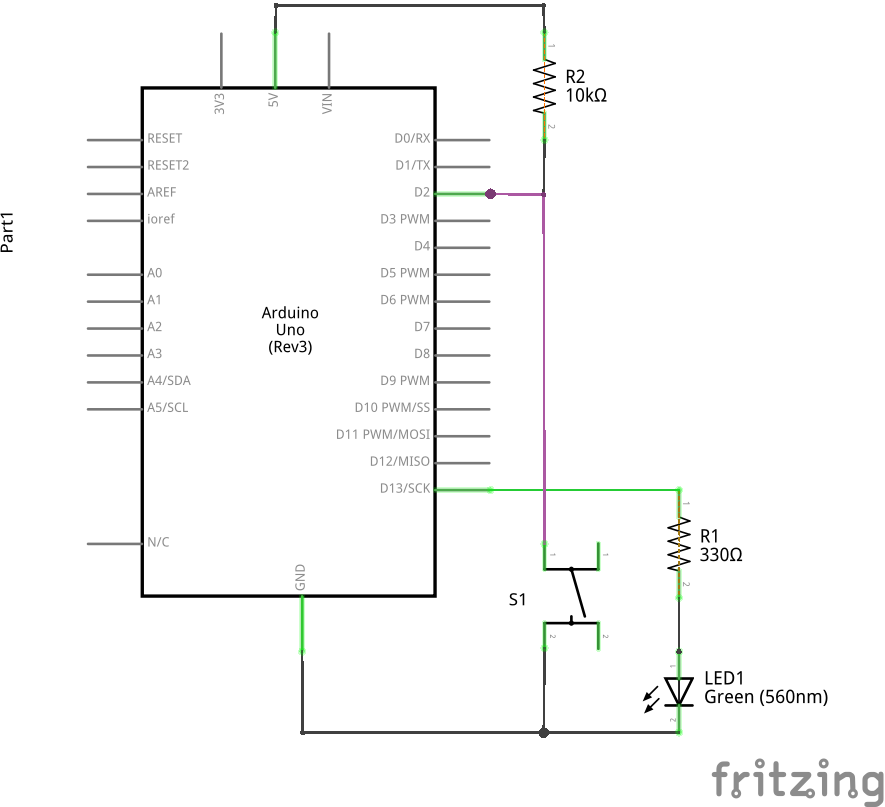 3V3
5V
VIN
R2
10kΩ
1
2
RESET
RESET2
AREF
ioref
A0
A1
A2
A3
A4/SDA
A5/SCL
N/C
Part1
Arduino
Uno
(Rev3)
D0/RX
D1/TX
D2
D3 PWM
D4
D5 PWM
D6 PWM
D7
D8
D9 PWM
D10 PWM/SS
D11 PWM/MOSI
D12/MISO
D13/SCK
GND
1
R1
330Ω
2
1
1
S1
2
2
1
LED1
Green (560nm)
2
fritzing